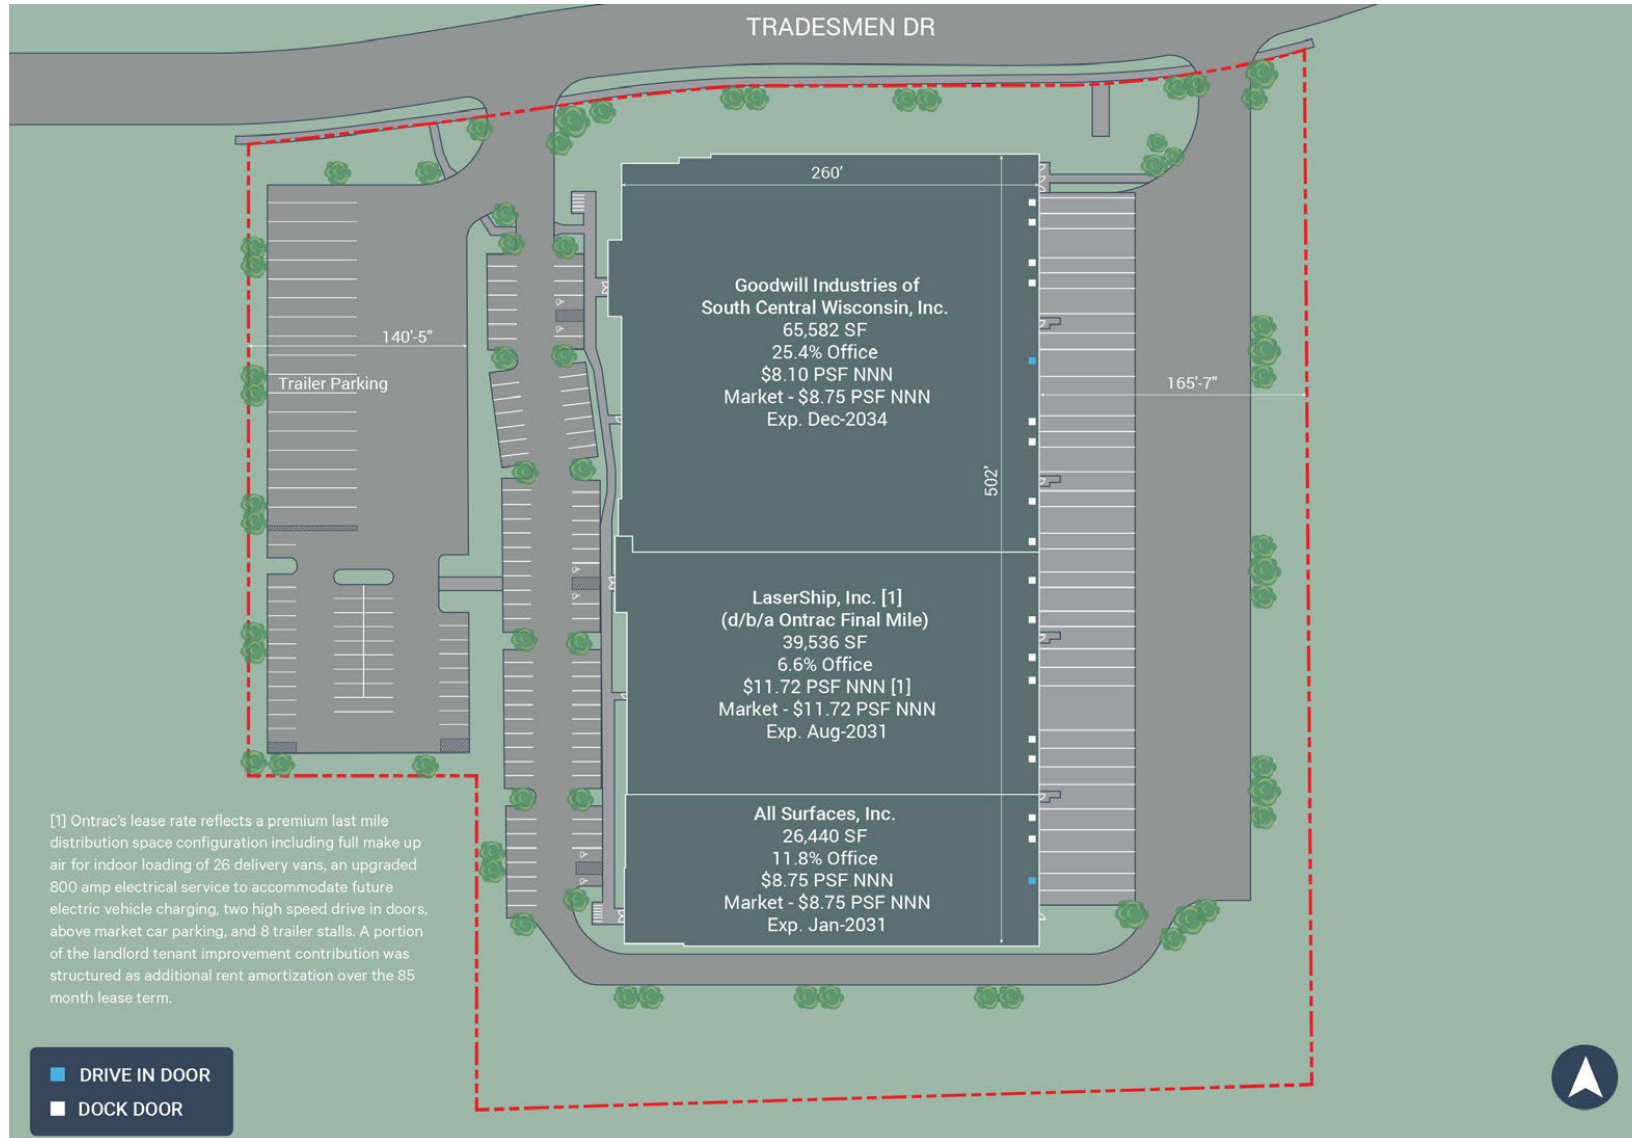 TRADESMEN DR
260'
Goodwill Industries of
South Central Wisconsin, Inc.
65,582 SF
25.4% Office
$8.10 PSF NNN
Market - $8.75 PSF NNN
Exp. Dec-2034
140'-5"
Trailer Parking
165'-7"
502'
LaserShip, Inc. [1]
(d/b/a Ontrac Final Mile)
39,536 SF
6.6% Office
$11.72 PSF NNN [1]
Market - $11.72 PSF NNN
Exp. Aug-2031
All Surfaces, Inc.
26,440 SF
11.8% Office
$8.75 PSF NNN
Market - $8.75 PSF NNN
Exp. Jan-2031
[1] Ontrac's lease rate reflects a premium last mile
distribution space configuration including full make up
air for indoor loading of 26 delivery vans, an upgraded
800 amp electrical service to accommodate future
electric vehicle charging, two high speed drive in doors,
above market car parking, and 8 trailer stalls. A portion
of the landlord tenant improvement contribution was
structured as additional rent amortization over the 85
month lease term.
DRIVE IN DOOR
DOCK DOOR